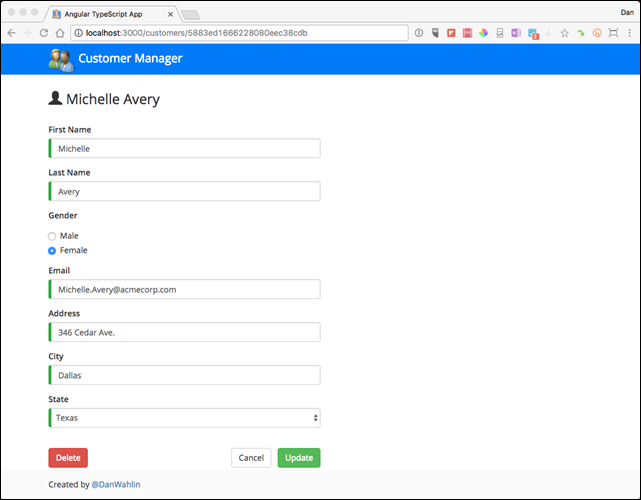 Angular TypeScript App
Dan
localhost:3000/customers/5883ed1666228080eec38cdb
Customer Manager
Michelle Avery
First Name
Michelle
Last Name
Avery
Gender
Male
Female
Email
Michelle.Avery@acmecorp.com
Address
346 Cedar Ave.
City
Dallas
State
Texas
Delete Cancel Update
Created by @DanWahlin